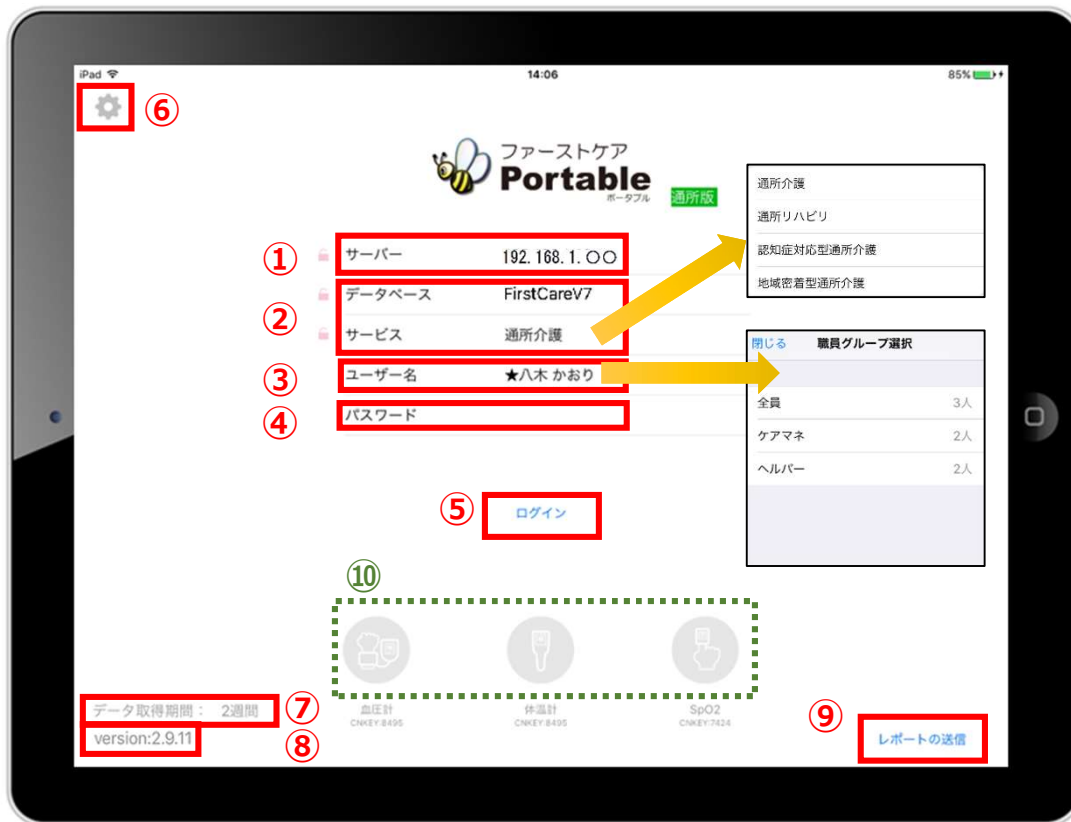 iPad 14:06 85%
⑥
ファーストケア
Portable
ポータブル 通所版
① サーバー 192.168.1.〇〇
② データベース FirstCareV7
サービス 通所介護
③ ユーザー名 ★八木 かおり
④ パスワード
⑤ ログイン
通所介護
通所リハビリ
認知症対応型通所介護
地域密着型通所介護
閉じる 職員グループ選択
全員 3人
ケアマネ 2人
ヘルパー 2人
⑩
血圧計 体温計 SpO2
CNKEY:8495 CNKEY:8495 CNKEY:7424
データ取得期間: 2週間 ⑦
version:2.9.11 ⑧
⑨
レポートの送信